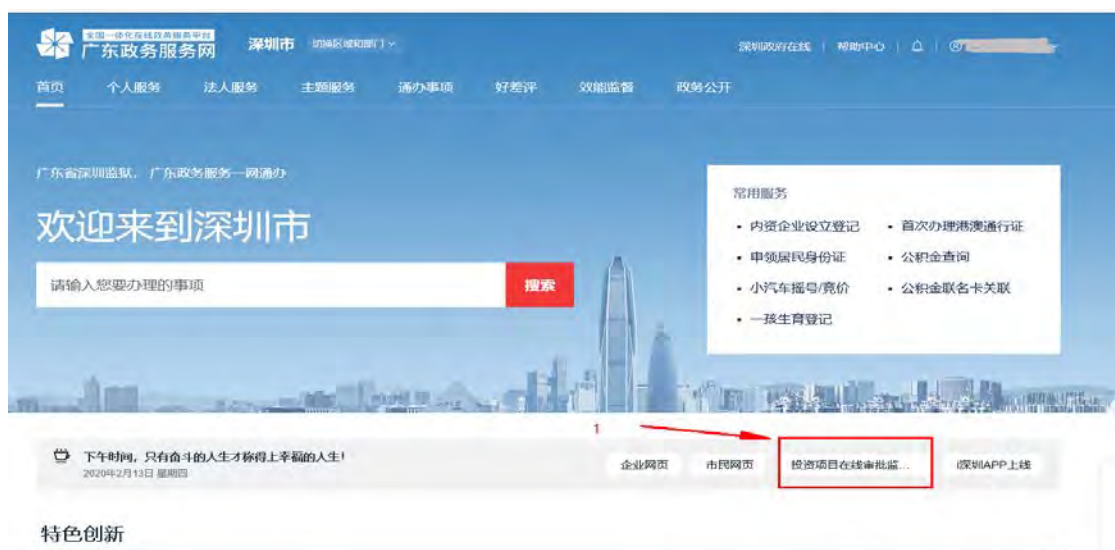 全国一体化在线政务服务平台
广东政务服务网 深圳市 切换区域和部门
深圳政府在线 | 帮助中心
首页 个人服务 法人服务 主题服务 通办事项 好差评 效能监督 政务公开
广东省深圳监狱，广东政务服务一网通办
欢迎来到深圳市
请输入您要办理的事项 搜索
常用服务
• 内资企业设立登记 • 首次办理港澳通行证
• 申领居民身份证 • 公积金查询
• 小汽车摇号/竞价 • 公积金联名卡关联
• 一孩生育登记
1
下午时间，只有奋斗的人生才称得上幸福的人生！
2020年2月13日 星期四
企业网页 市民网页 投资项目在线审批监... i深圳APP上线
特色创新